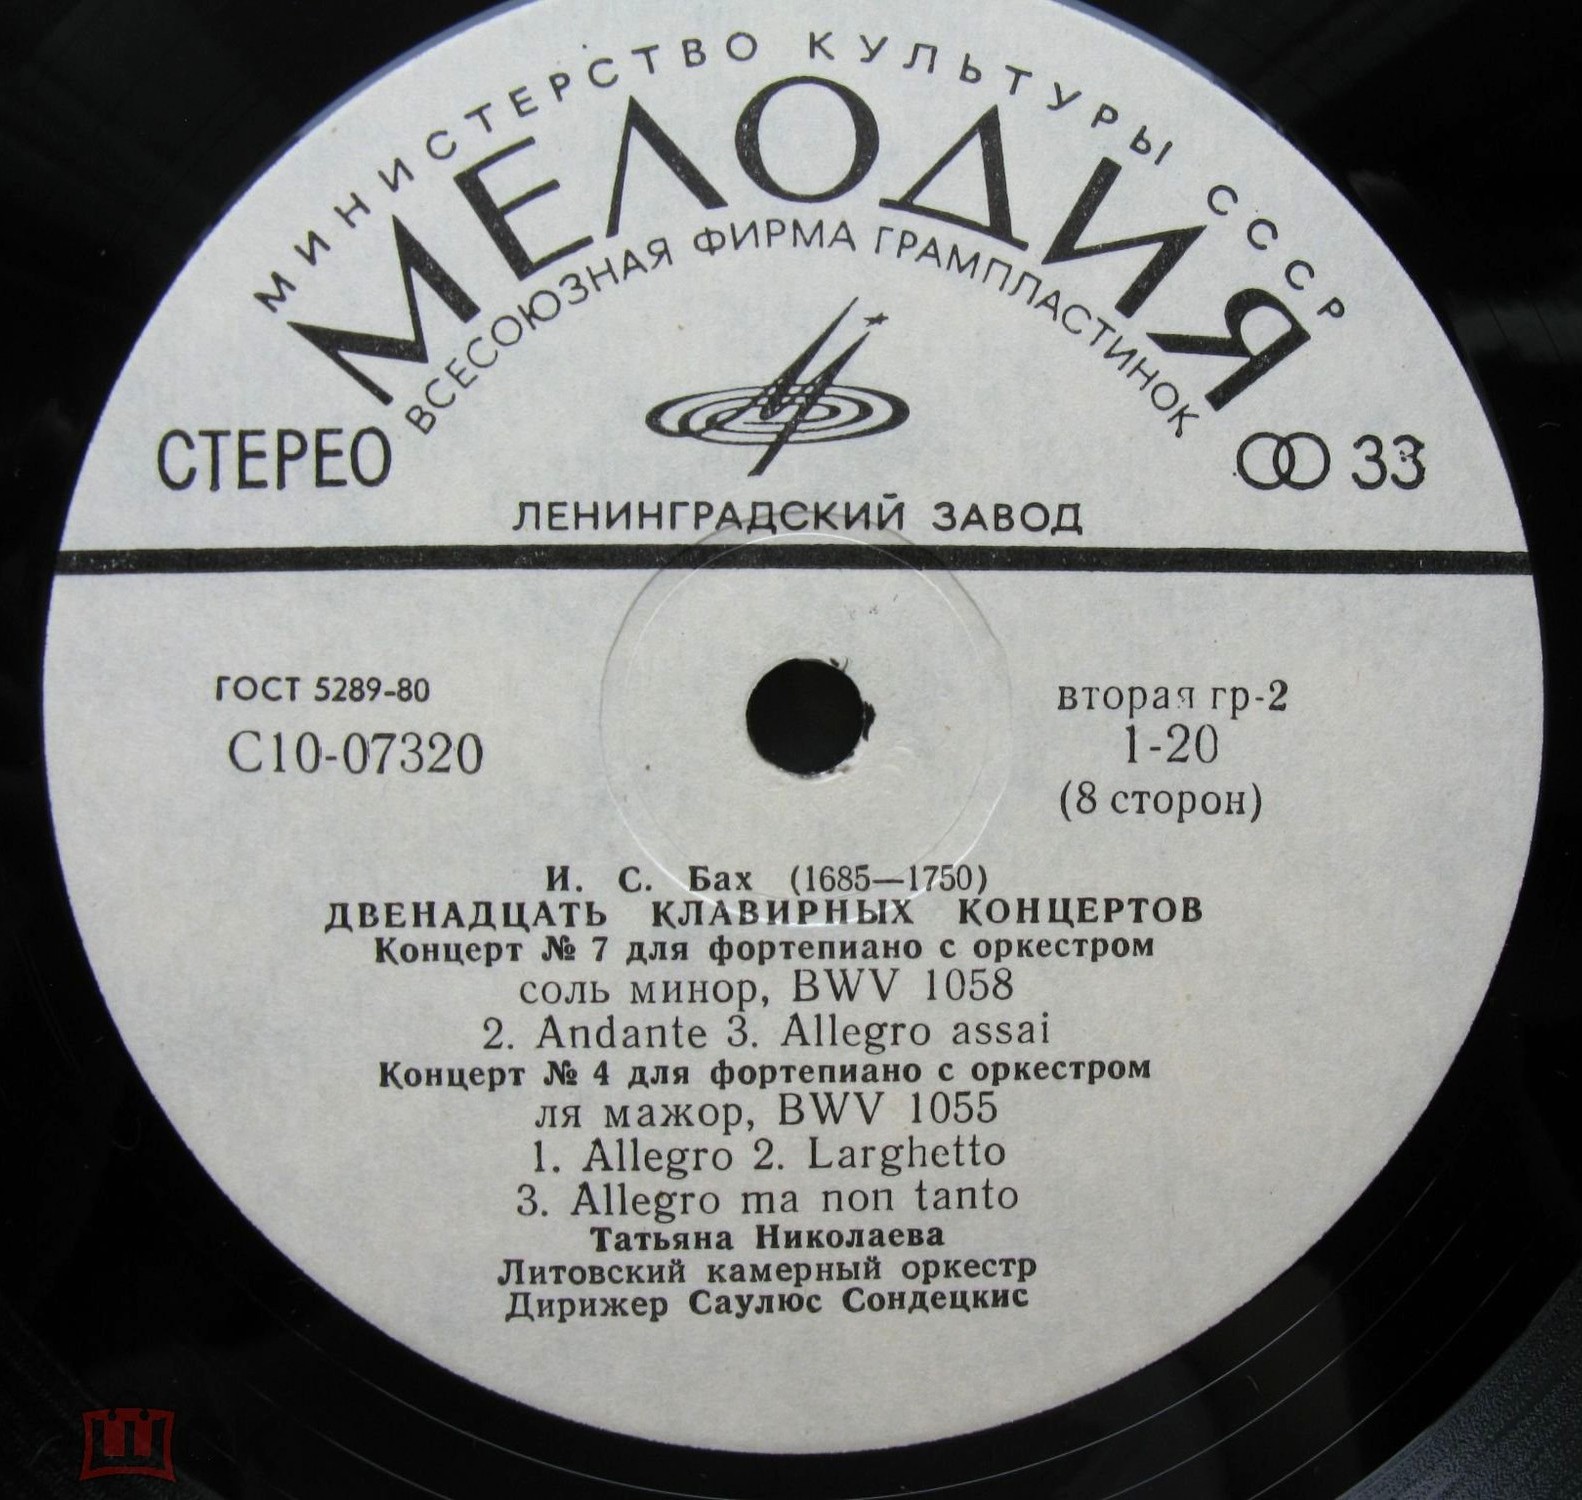 МИНИСТЕРСТВО КУЛЬТУРЫ СССР
МЕЛОДИЯ
ВСЕСОЮЗНАЯ ФИРМА ГРАМПЛАСТИНОК
СТЕРЕО
33
ЛЕНИНГРАДСКИЙ ЗАВОД
ГОСТ 5289-80
С10-07320
вторая гр-2
1-20
(8 сторон)
И. С. Бах (1685—1750)
ДВЕНАДЦАТЬ КЛАВИРНЫХ КОНЦЕРТОВ
Концерт № 7 для фортепиано с оркестром
соль минор, BWV 1058
2. Andante 3. Allegro assai
Концерт № 4 для фортепиано с оркестром
ля мажор, BWV 1055
1. Allegro 2. Larghetto
3. Allegro ma non tanto
Татьяна Николаева
Литовский камерный оркестр
Дирижер Саулюс Сондецкис